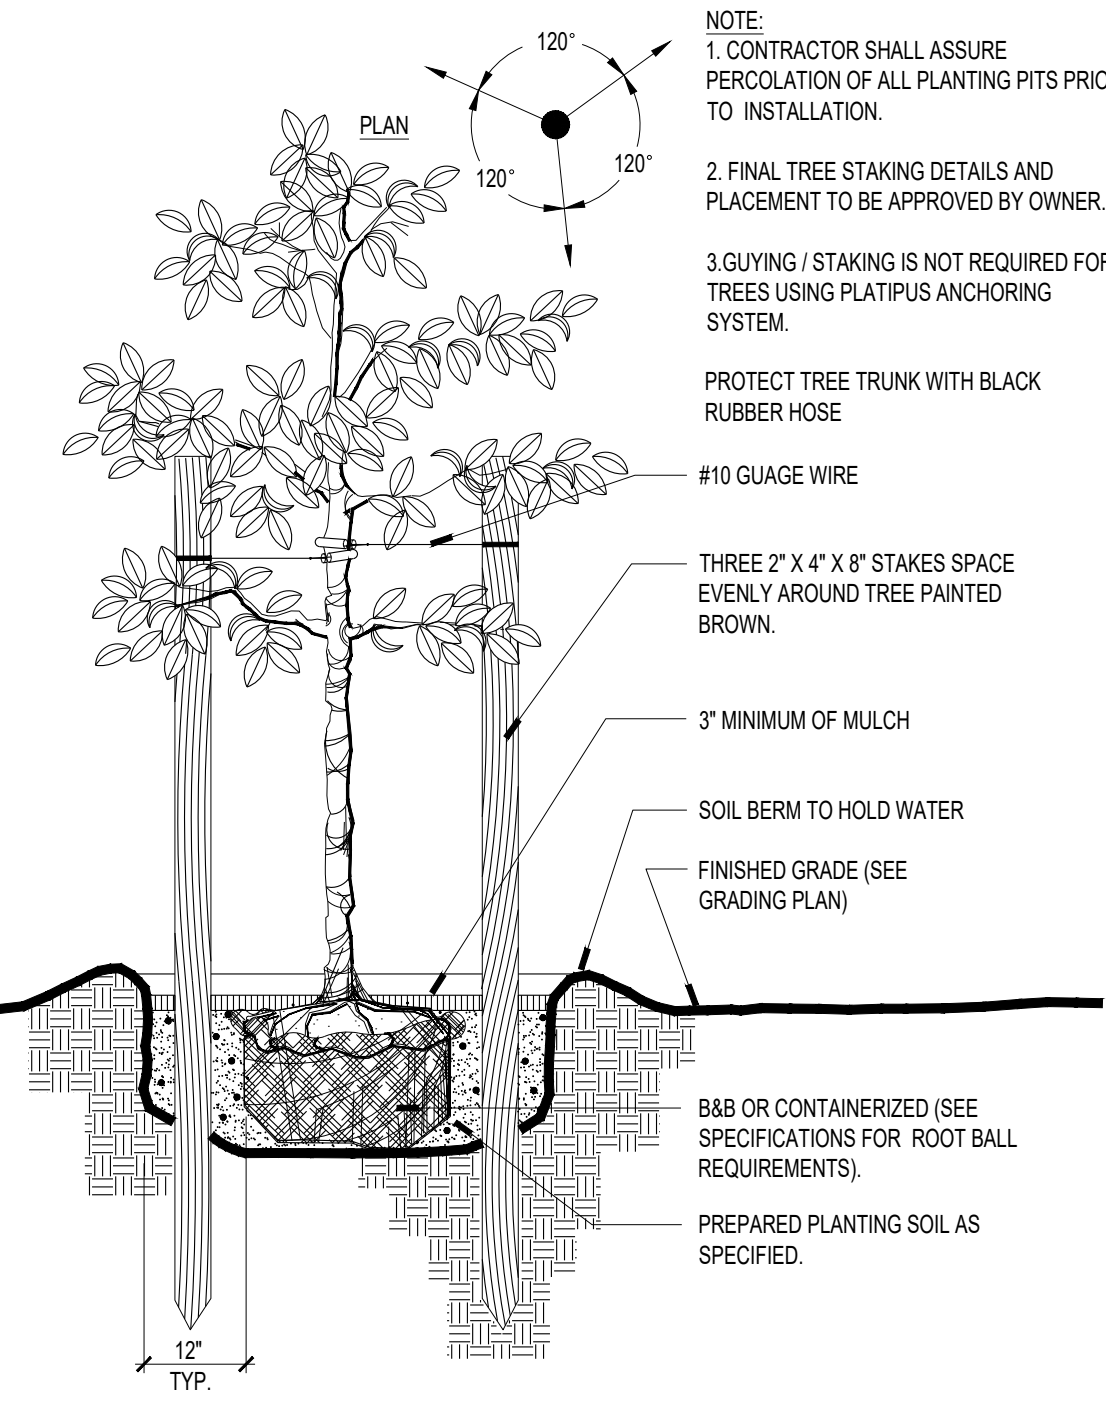 NOTE:
1. CONTRACTOR SHALL ASSURE
PERCOLATION OF ALL PLANTING PITS PRIO
TO INSTALLATION.
2. FINAL TREE STAKING DETAILS AND
PLACEMENT TO BE APPROVED BY OWNER.
3.GUYING / STAKING IS NOT REQUIRED FOR
TREES USING PLATIPUS ANCHORING
SYSTEM.
PROTECT TREE TRUNK WITH BLACK
RUBBER HOSE
PLAN
120°
120°
120°
#10 GUAGE WIRE
THREE 2" X 4" X 8" STAKES SPACE
EVENLY AROUND TREE PAINTED
BROWN.
3" MINIMUM OF MULCH
SOIL BERM TO HOLD WATER
FINISHED GRADE (SEE
GRADING PLAN)
B&B OR CONTAINERIZED (SEE
SPECIFICATIONS FOR ROOT BALL
REQUIREMENTS).
PREPARED PLANTING SOIL AS
SPECIFIED.
12"
TYP.